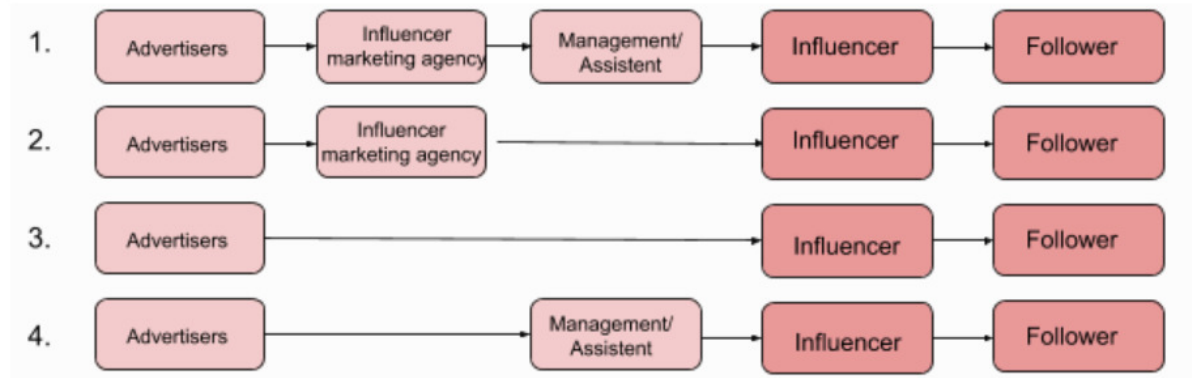 1.
Advertisers
Influencer
marketing agency
Management/
Assistent
Influencer
Follower
2.
Advertisers
Influencer
marketing agency
Influencer
Follower
3.
Advertisers
Influencer
Follower
4.
Advertisers
Management/
Assistent
Influencer
Follower